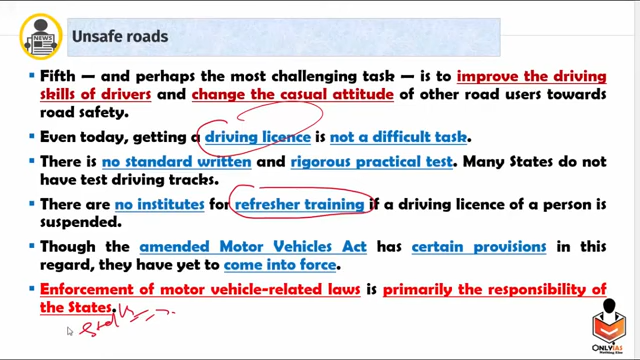 NEWS
Unsafe roads
• Fifth — and perhaps the most challenging task — is to improve the driving
skills of drivers and change the casual attitude of other road users towards
road safety.
• Even today, getting a driving licence is not a difficult task.
• There is no standard written and rigorous practical test. Many States do not
have test driving tracks.
• There are no institutes for refresher training if a driving licence of a person is
suspended.
• Though the amended Motor Vehicles Act has certain provisions in this
regard, they have yet to come into force.
• Enforcement of motor vehicle-related laws is primarily the responsibility of
the States.
ONLYIAS